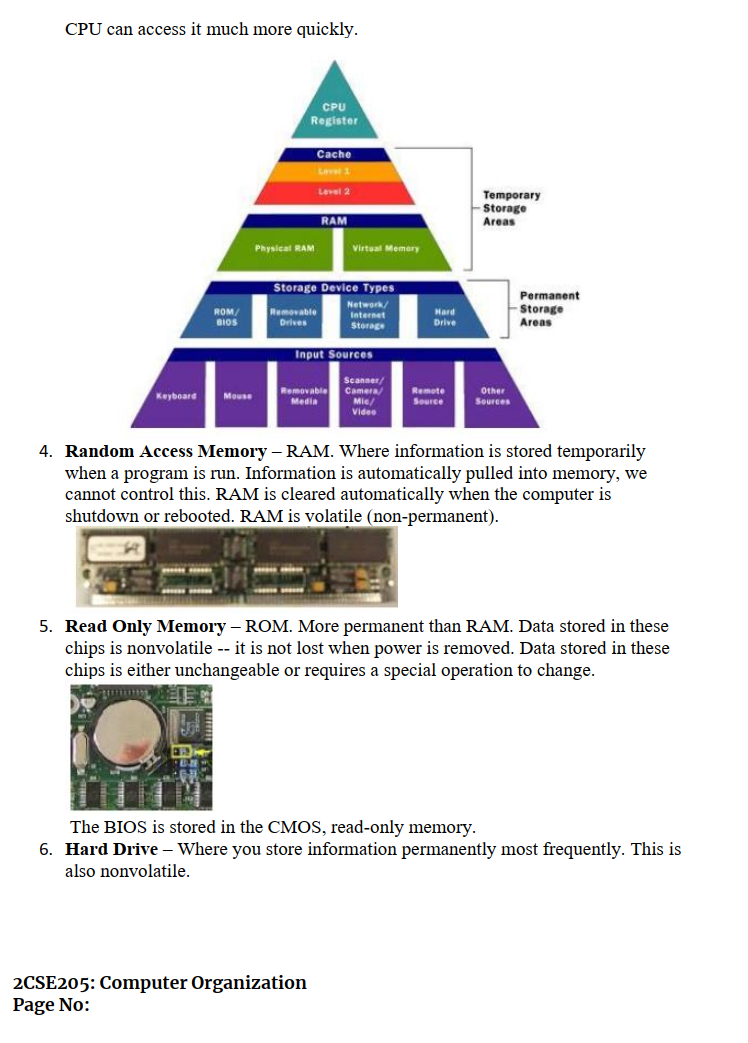 CPU can access it much more quickly.
CPU
Register
Cache
Level 1
Level 2
Temporary
Storage
Areas
RAM
Physical RAM
Virtual Memory
Storage Device Types
ROM/
BIOS
Removable
Drives
Network/
Internet
Storage
Hard
Drive
Permanent
Storage
Areas
Input Sources
Keyboard
Mouse
Removable
Media
Scanner/
Camera/
Mic/
Video
Remote
Source
Other
Sources
4. Random Access Memory – RAM. Where information is stored temporarily
when a program is run. Information is automatically pulled into memory, we
cannot control this. RAM is cleared automatically when the computer is
shutdown or rebooted. RAM is volatile (non-permanent).
5. Read Only Memory – ROM. More permanent than RAM. Data stored in these
chips is nonvolatile -- it is not lost when power is removed. Data stored in these
chips is either unchangeable or requires a special operation to change.
The BIOS is stored in the CMOS, read-only memory.
6. Hard Drive – Where you store information permanently most frequently. This is
also nonvolatile.
2CSE205: Computer Organization
Page No: